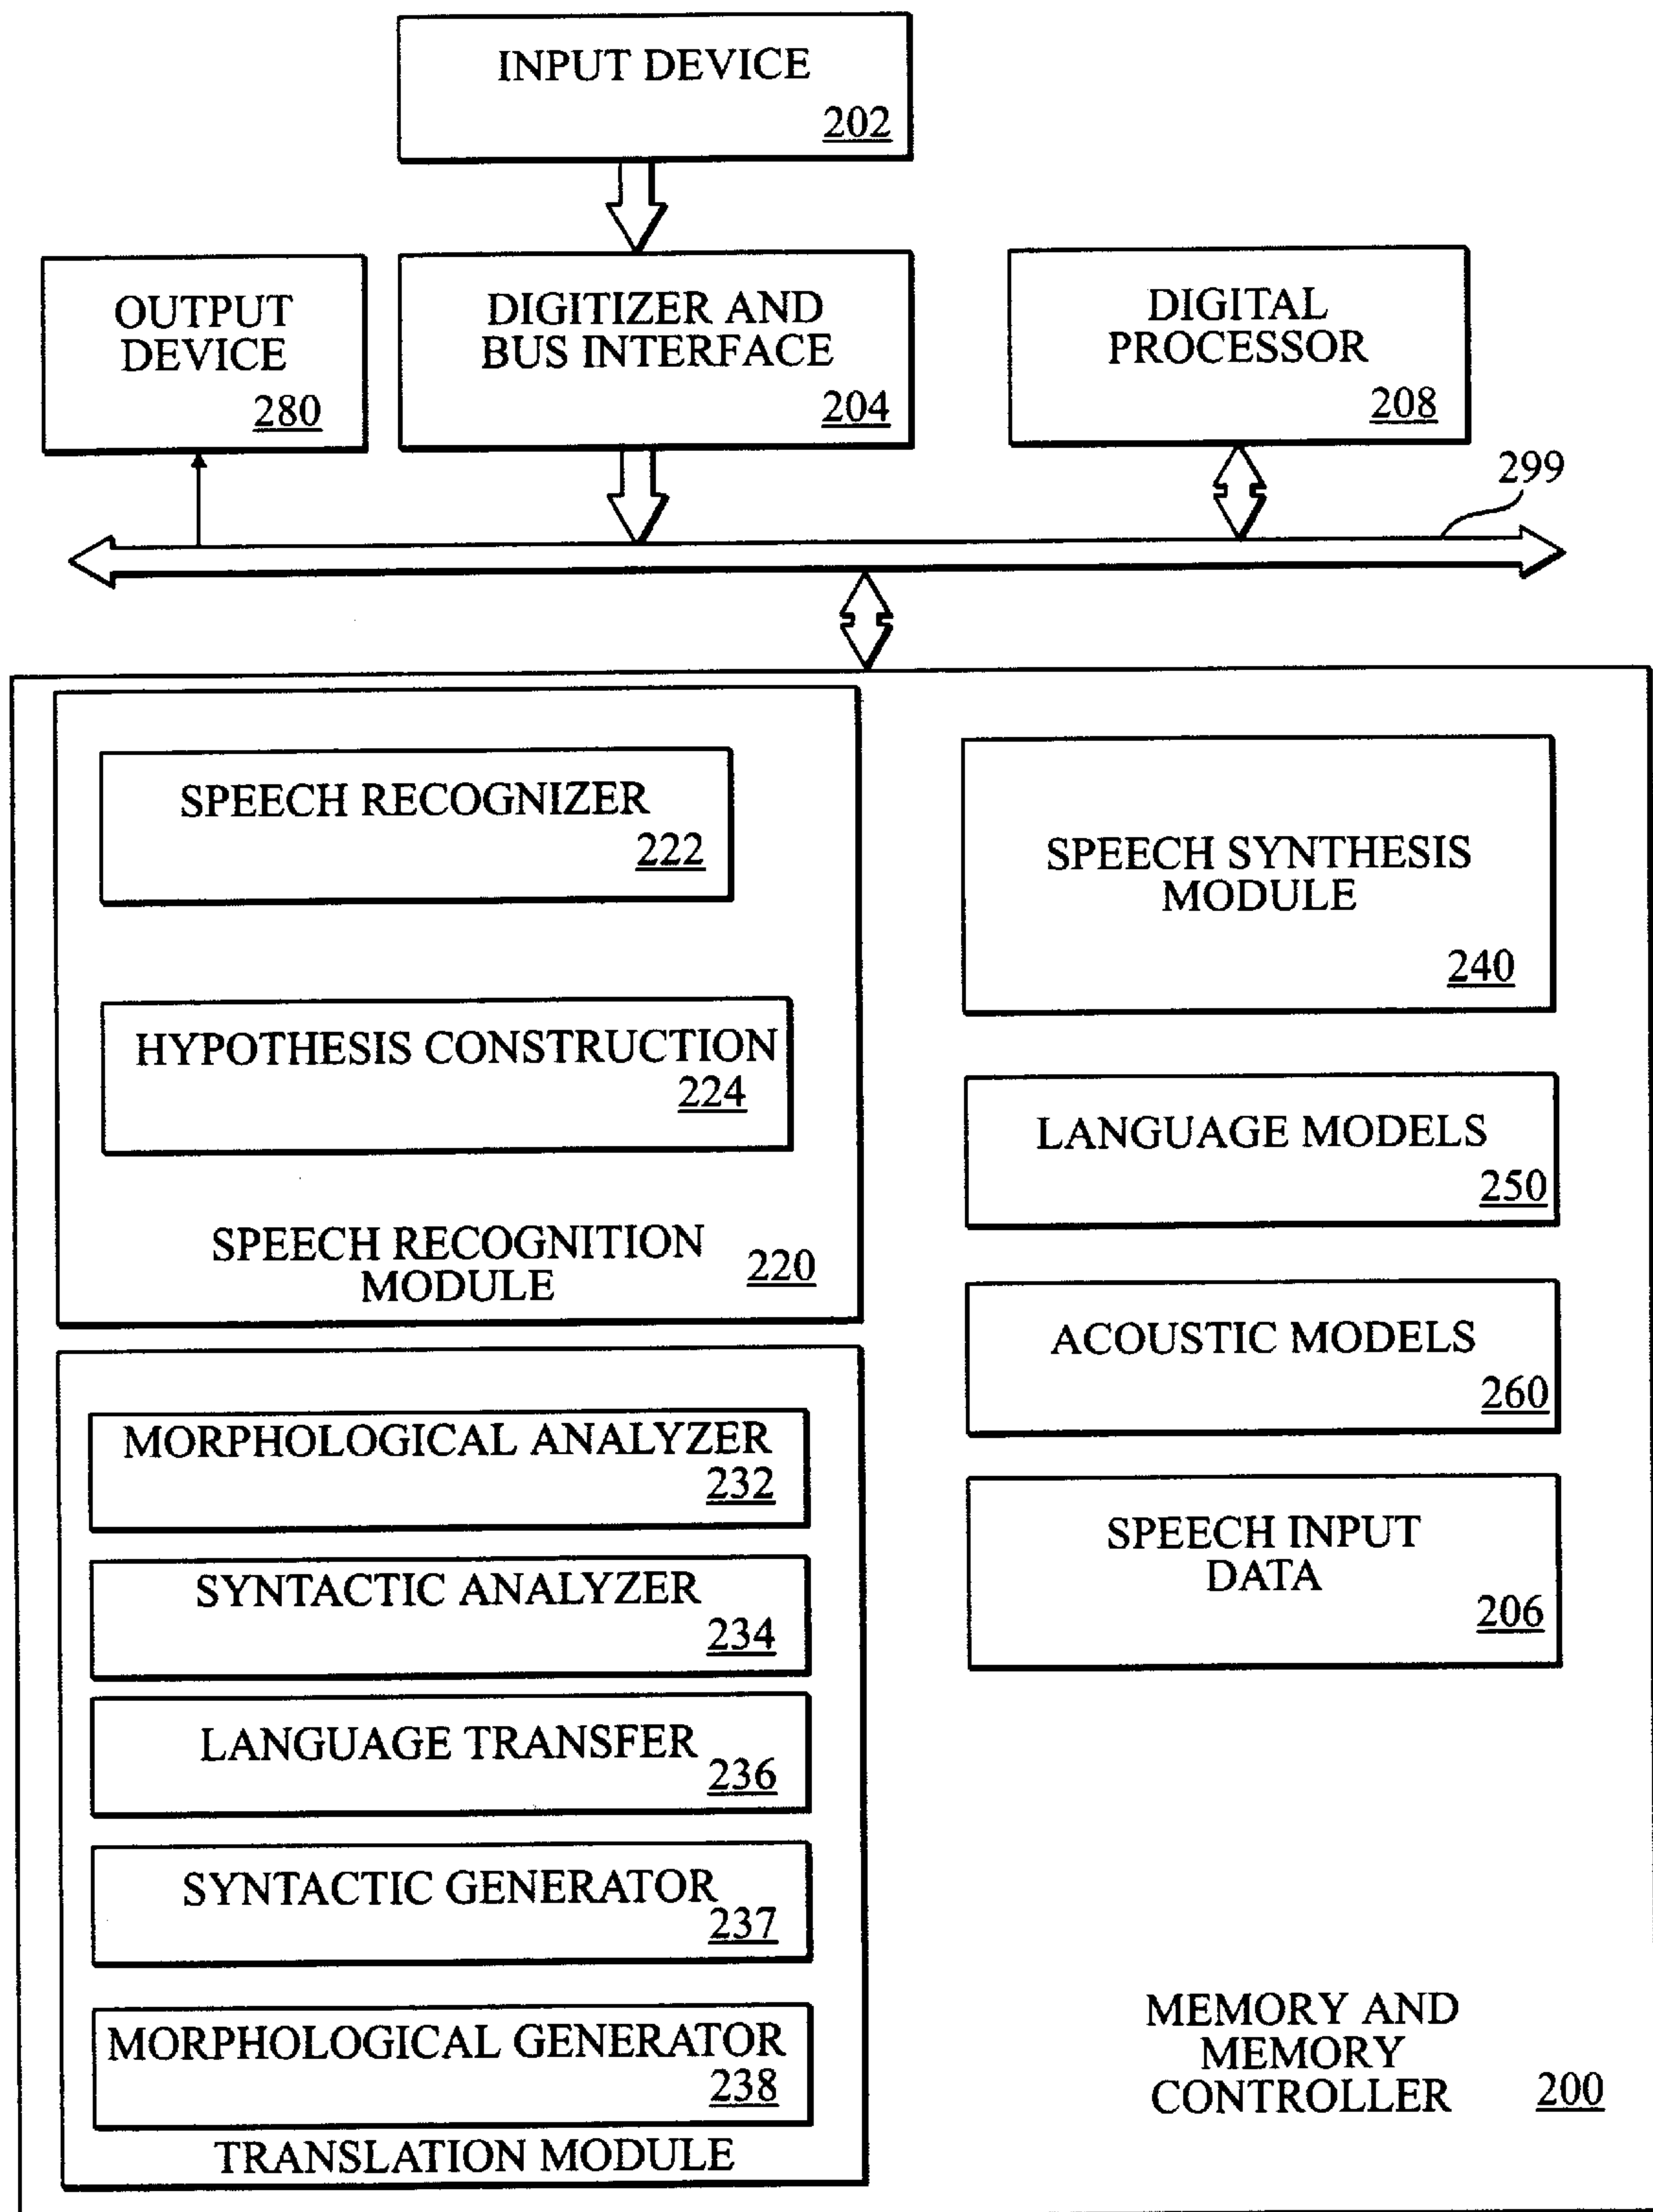 INPUT DEVICE
202
OUTPUT
DEVICE
280
DIGITIZER AND
BUS INTERFACE
204
DIGITAL
PROCESSOR
208
299
SPEECH RECOGNIZER
222
HYPOTHESIS CONSTRUCTION
224
SPEECH RECOGNITION
MODULE
220
MORPHOLOGICAL ANALYZER
232
SYNTACTIC ANALYZER
234
LANGUAGE TRANSFER
236
SYNTACTIC GENERATOR
237
MORPHOLOGICAL GENERATOR
238
TRANSLATION MODULE
SPEECH SYNTHESIS
MODULE
240
LANGUAGE MODELS
250
ACOUSTIC MODELS
260
SPEECH INPUT
DATA
206
MEMORY AND
MEMORY
CONTROLLER
200